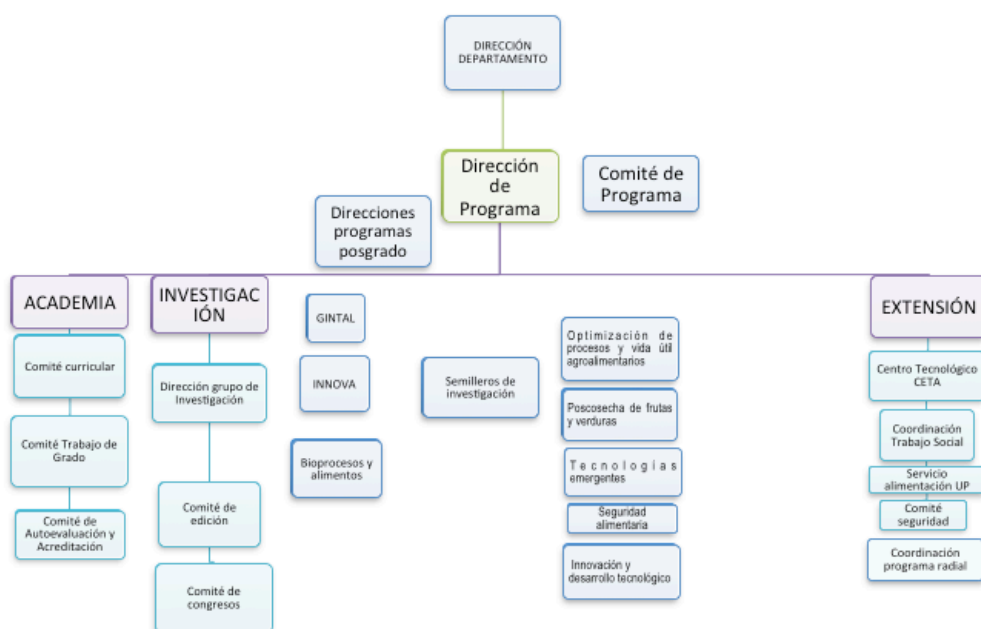 DIRECCIÓN
DEPARTAMENTO
Dirección
de
Programa
Comité de
Programa
Direcciones
programas
posgrado
ACADEMIA
Comité curricular
Comité Trabajo de
Grado
Comité de
Autoevaluación y
Acreditación
INVESTIGAC
IÓN
Dirección grupo de
Investigación
Comité de
edición
Comité de
congresos
GINTAL
INNOVA
Bioprocesos y
alimentos
Semilleros de
investigación
Optimización de
procesos y vida útil
agroalimentarios
Poscosecha de frutas
y verduras
Tecnologías
emergentes
Seguridad
alimentaria
Innovación y
desarrollo tecnológico
EXTENSIÓN
Centro Tecnológico
CETA
Coordinación
Trabajo Social
Servicio
alimentación UP
Comité
seguridad
Coordinación
programa radial